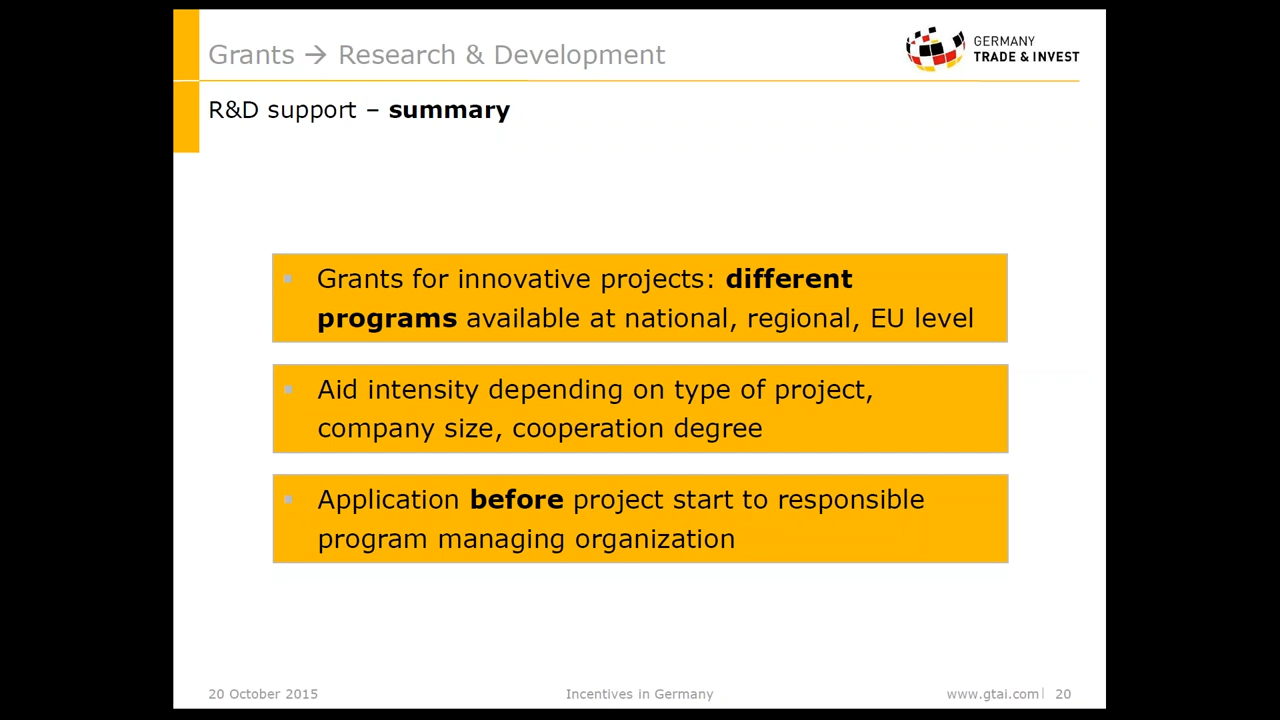 Grants → Research & Development
GERMANY
TRADE & INVEST
R&D support – summary
▪ Grants for innovative projects: different
programs available at national, regional, EU level
▪ Aid intensity depending on type of project,
company size, cooperation degree
▪ Application before project start to responsible
program managing organization
20 October 2015
Incentives in Germany
www.gtai.com| 20